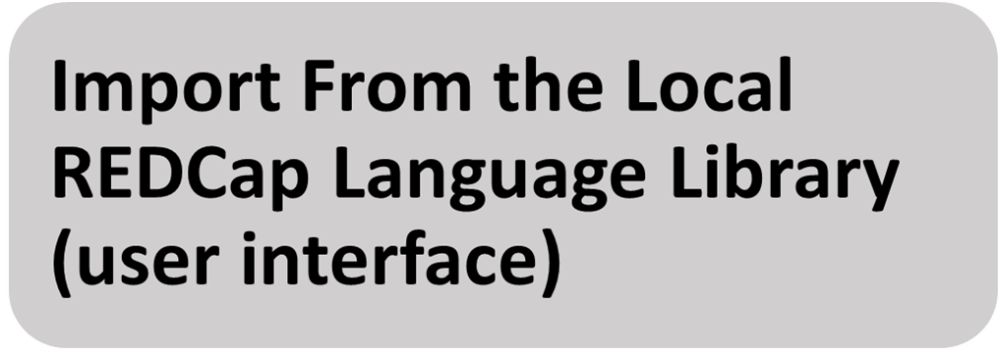 Import From the Local
REDCap Language Library
(user interface)